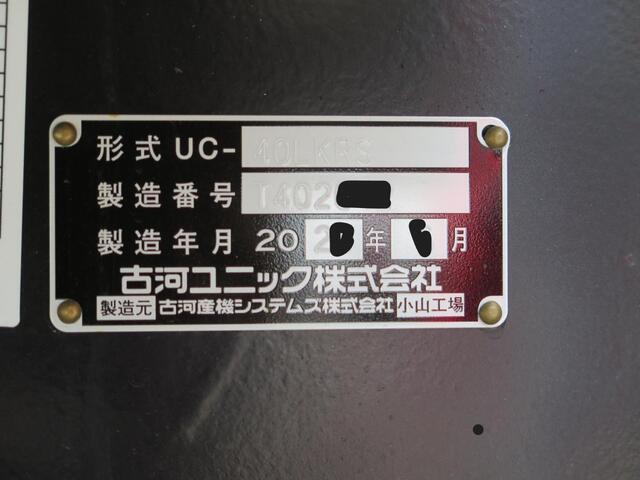 形式 UC-40LKRS
製造番号 T402
製造年月 20 年 月
古河ユニック株式会社
製造元 古河産機システムズ株式会社 小山工場